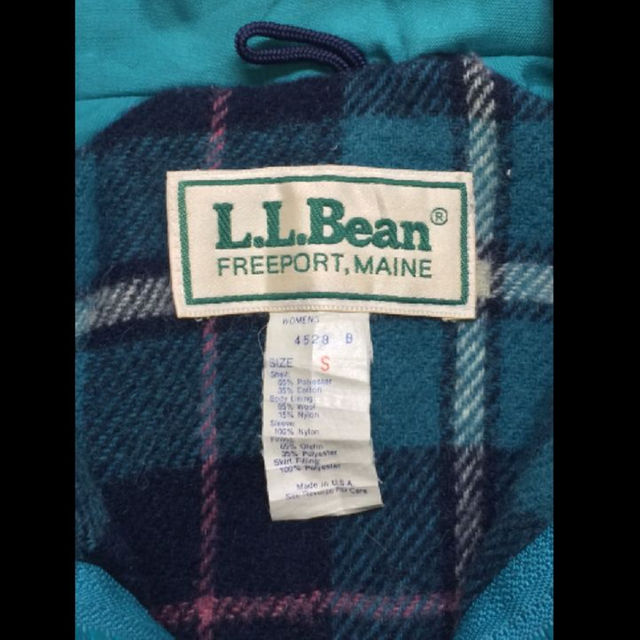 L.L.Bean®
FREEPORT, MAINE
WOMENS
4528 B
SIZE S
Shell:
65% Polyester
35% Cotton
Body Lining:
85% Wool
15% Nylon
Sleeve:
100% Nylon
65% Olefin
35% Polyester
Skirt Filling:
100% Polyester
Made in U.S.A.
See Reverse For Care